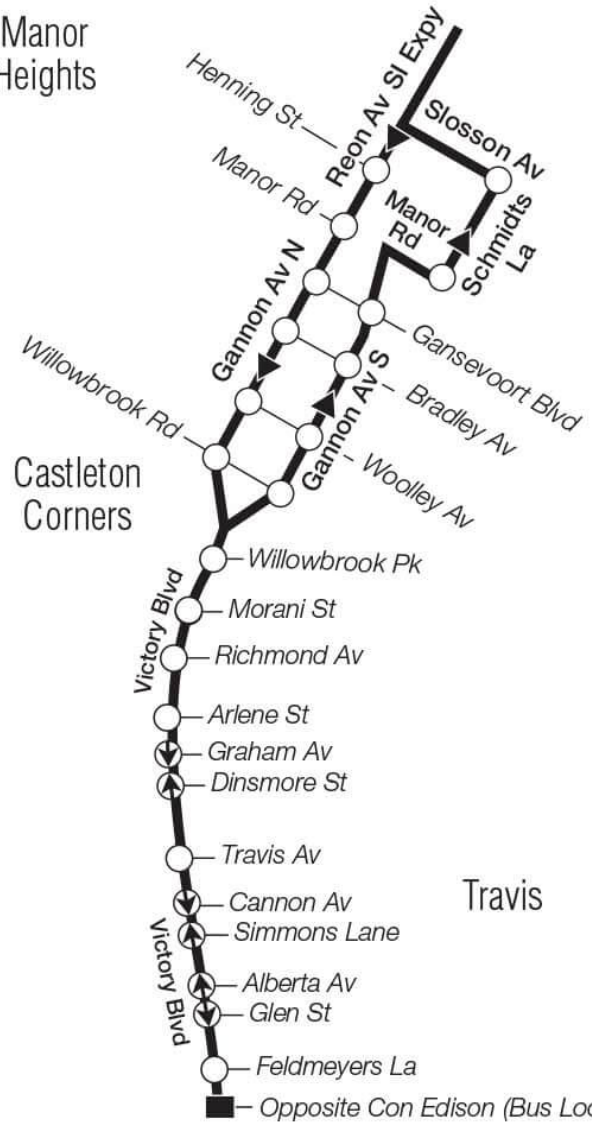 Manor
Heights
SI Expy
Reon Av
Henning St
Slosson Av
Manor Rd
Manor
Rd
Schmidts
La
Gannon Av N
Gannon Av S
Gansevoort Blvd
Willowbrook Rd
Bradley Av
Woolley Av
Castleton
Corners
Willowbrook Pk
Victory Blvd
Morani St
Richmond Av
Arlene St
Graham Av
Dinsmore St
Travis Av
Travis
Cannon Av
Simmons Lane
Victory Blvd
Alberta Av
Glen St
Feldmeyers La
Opposite Con Edison (Bus Loo